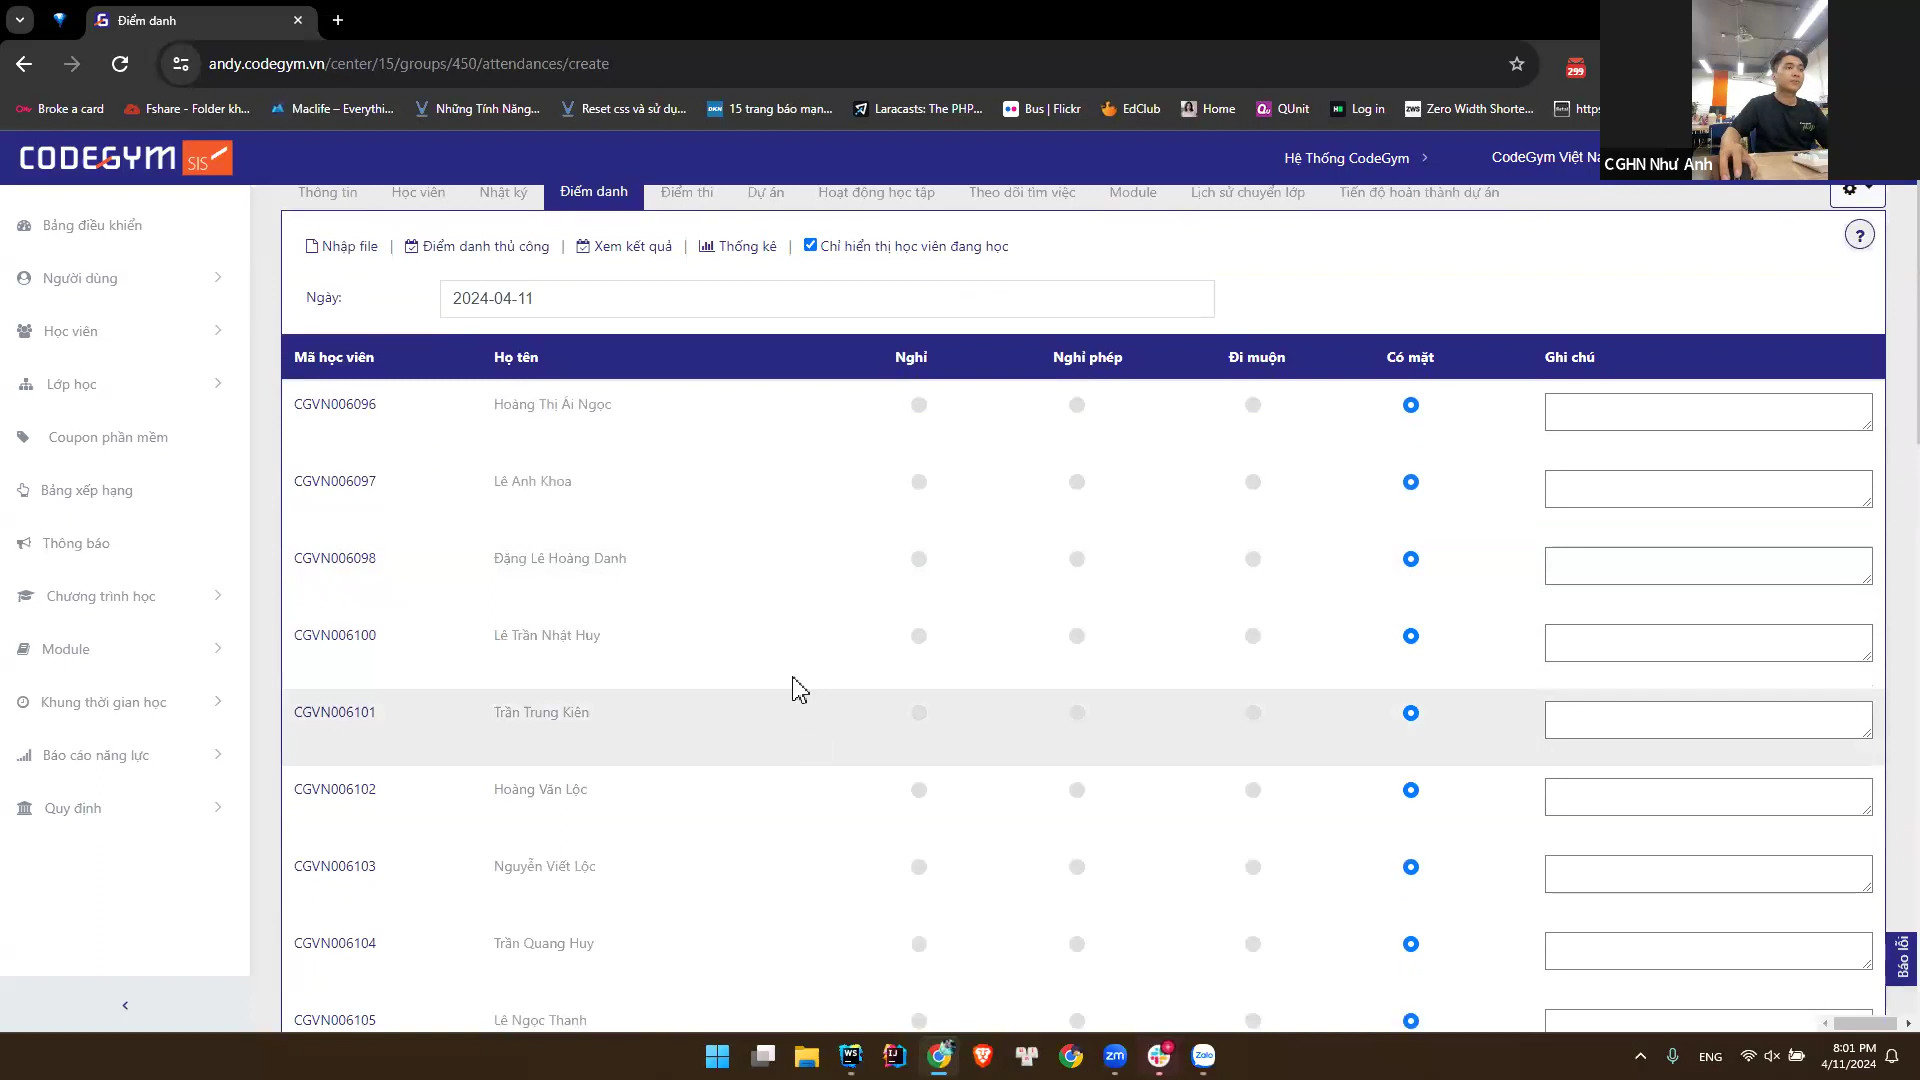 Điểm danh
andy.codegym.vn/center/15/groups/450/attendances/create
299
Broke a card
Fshare - Folder kh...
Maclife – Everythi...
Những Tính Năng...
Reset css và sử dụ...
15 trang báo mạn...
Laracasts: The PHP...
Bus | Flickr
EdClub
Home
QUnit
Log in
Zero Width Shorte...
https
CODEGYM SIS
Hệ Thống CodeGym
CodeGym Việt Na
CGHN Như Anh
Thông tin
Học viên
Nhật ký
Điểm danh
Điểm thi
Dự án
Hoạt động học tập
Theo dõi tìm việc
Module
Lịch sử chuyển lớp
Tiến độ hoàn thành dự án
Bảng điều khiển
Người dùng
Học viên
Lớp học
Coupon phần mềm
Bảng xếp hạng
Thông báo
Chương trình học
Module
Khung thời gian học
Báo cáo năng lực
Quy định
Nhập file | Điểm danh thủ công | Xem kết quả | Thống kê | Chỉ hiển thị học viên đang học
?
Ngày: 2024-04-11
Mã học viên Họ tên Nghỉ Nghỉ phép Đi muộn Có mặt Ghi chú
CGVN006096 Hoàng Thị Ái Ngọc
CGVN006097 Lê Anh Khoa
CGVN006098 Đặng Lê Hoàng Danh
CGVN006100 Lê Trần Nhật Huy
CGVN006101 Trần Trung Kiên
CGVN006102 Hoàng Văn Lộc
CGVN006103 Nguyễn Viết Lộc
CGVN006104 Trần Quang Huy
CGVN006105 Lê Ngọc Thanh
Báo lỗi
WS
IJ
zm
Zalo
ENG
8:01 PM
4/11/2024